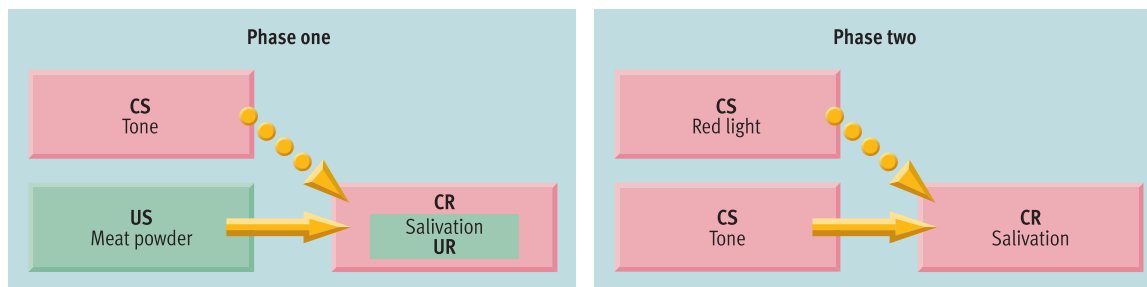 Phase one
CS
Tone
US
Meat powder
CR
Salivation
UR
Phase two
CS
Red light
CS
Tone
CR
Salivation